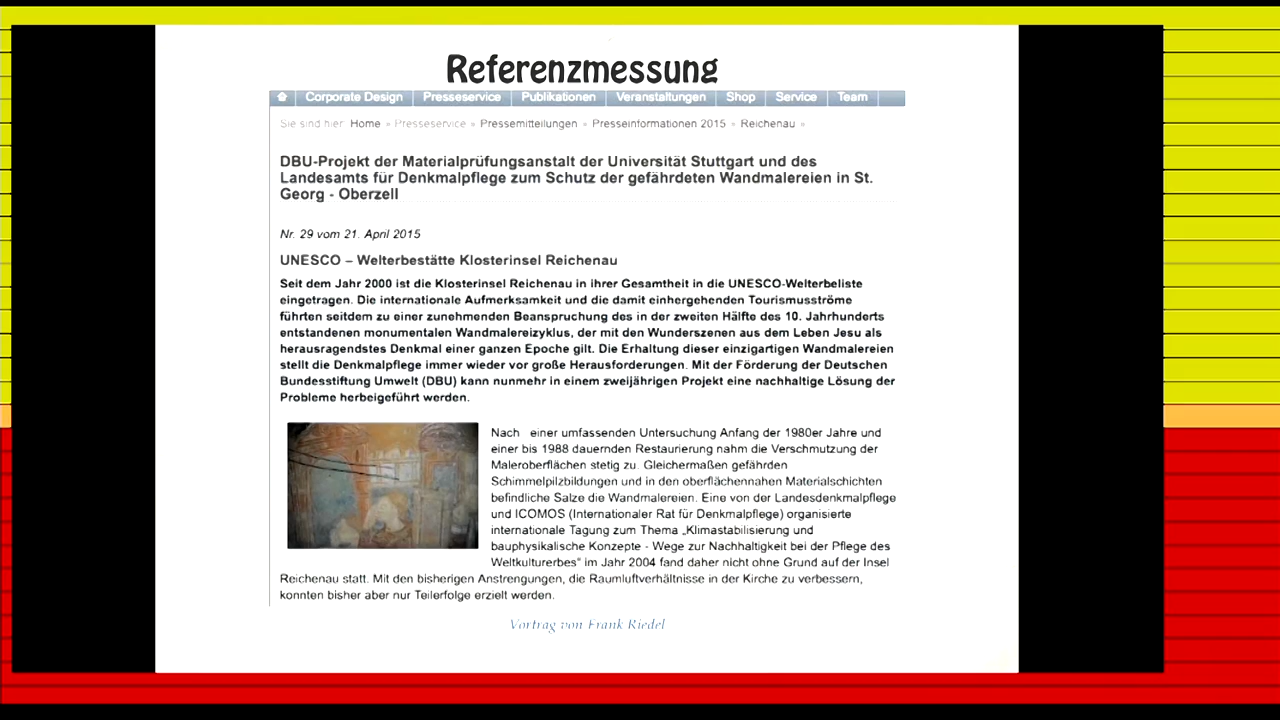 Referenzmessung
Corporate Design Presseservice Publikationen Veranstaltungen Shop Service Team
Sie sind hier: Home » Presseservice » Pressemitteilungen » Presseinformationen 2015 » Reichenau »
DBU-Projekt der Materialprüfungsanstalt der Universität Stuttgart und des
Landesamts für Denkmalpflege zum Schutz der gefährdeten Wandmalereien in St.
Georg - Oberzell
Nr. 29 vom 21. April 2015
UNESCO – Welterbestätte Klosterinsel Reichenau
Seit dem Jahr 2000 ist die Klosterinsel Reichenau in ihrer Gesamtheit in die UNESCO-Welterbeliste
eingetragen. Die internationale Aufmerksamkeit und die damit einhergehenden Tourismusströme
führten seitdem zu einer zunehmenden Beanspruchung des in der zweiten Hälfte des 10. Jahrhunderts
entstandenen monumentalen Wandmalereizyklus, der mit den Wunderszenen aus dem Leben Jesu als
herausragendstes Denkmal einer ganzen Epoche gilt. Die Erhaltung dieser einzigartigen Wandmalereien
stellt die Denkmalpflege immer wieder vor große Herausforderungen. Mit der Förderung der Deutschen
Bundesstiftung Umwelt (DBU) kann nunmehr in einem zweijährigen Projekt eine nachhaltige Lösung der
Probleme herbeigeführt werden.
Nach einer umfassenden Untersuchung Anfang der 1980er Jahre und
einer bis 1988 dauernden Restaurierung nahm die Verschmutzung der
Maleroberflächen stetig zu. Gleichermaßen gefährden
Schimmelpilzbildungen und in den oberflächennahen Materialschichten
befindliche Salze die Wandmalereien. Eine von der Landesdenkmalpflege
und ICOMOS (Internationaler Rat für Denkmalpflege) organisierte
internationale Tagung zum Thema „Klimastabilisierung und
bauphysikalische Konzepte - Wege zur Nachhaltigkeit bei der Pflege des
Weltkulturerbes“ im Jahr 2004 fand daher nicht ohne Grund auf der Insel
Reichenau statt. Mit den bisherigen Anstrengungen, die Raumluftverhältnisse in der Kirche zu verbessern,
konnten bisher aber nur Teilerfolge erzielt werden.
Vortrag von Frank Riedel